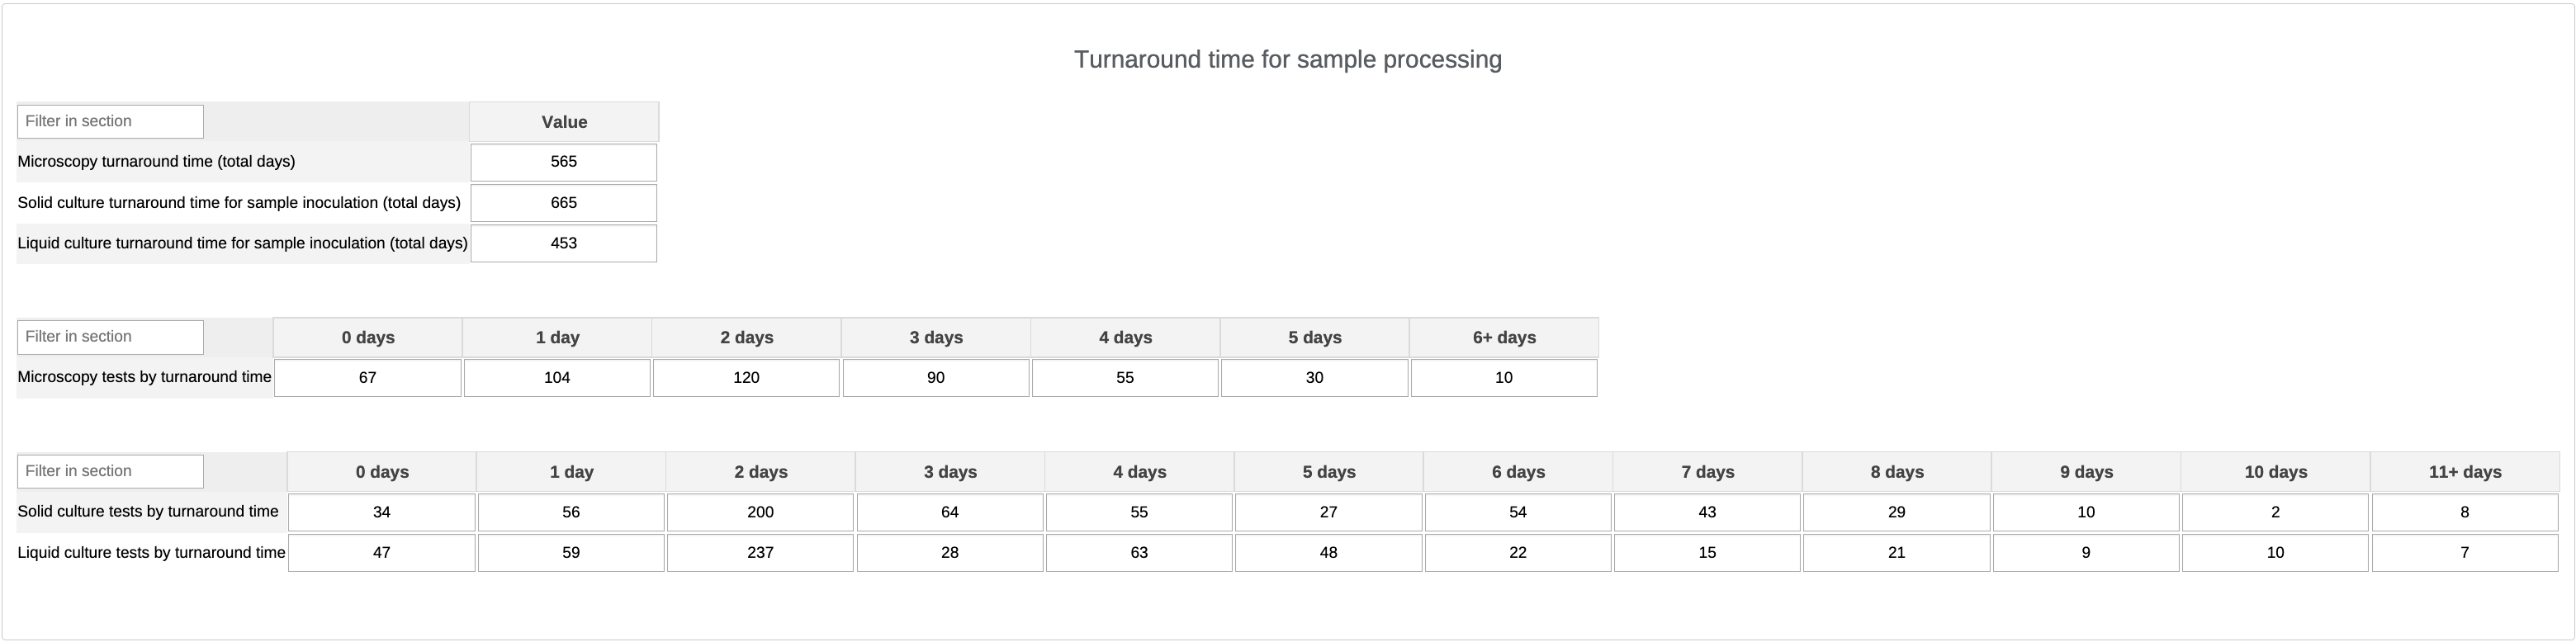 Turnaround time for sample processing
Filter in section Value
Microscopy turnaround time (total days) 565
Solid culture turnaround time for sample inoculation (total days) 665
Liquid culture turnaround time for sample inoculation (total days) 453
Filter in section 0 days 1 day 2 days 3 days 4 days 5 days 6+ days
Microscopy tests by turnaround time 67 104 120 90 55 30 10
Filter in section 0 days 1 day 2 days 3 days 4 days 5 days 6 days 7 days 8 days 9 days 10 days 11+ days
Solid culture tests by turnaround time 34 56 200 64 55 27 54 43 29 10 2 8
Liquid culture tests by turnaround time 47 59 237 28 63 48 22 15 21 9 10 7